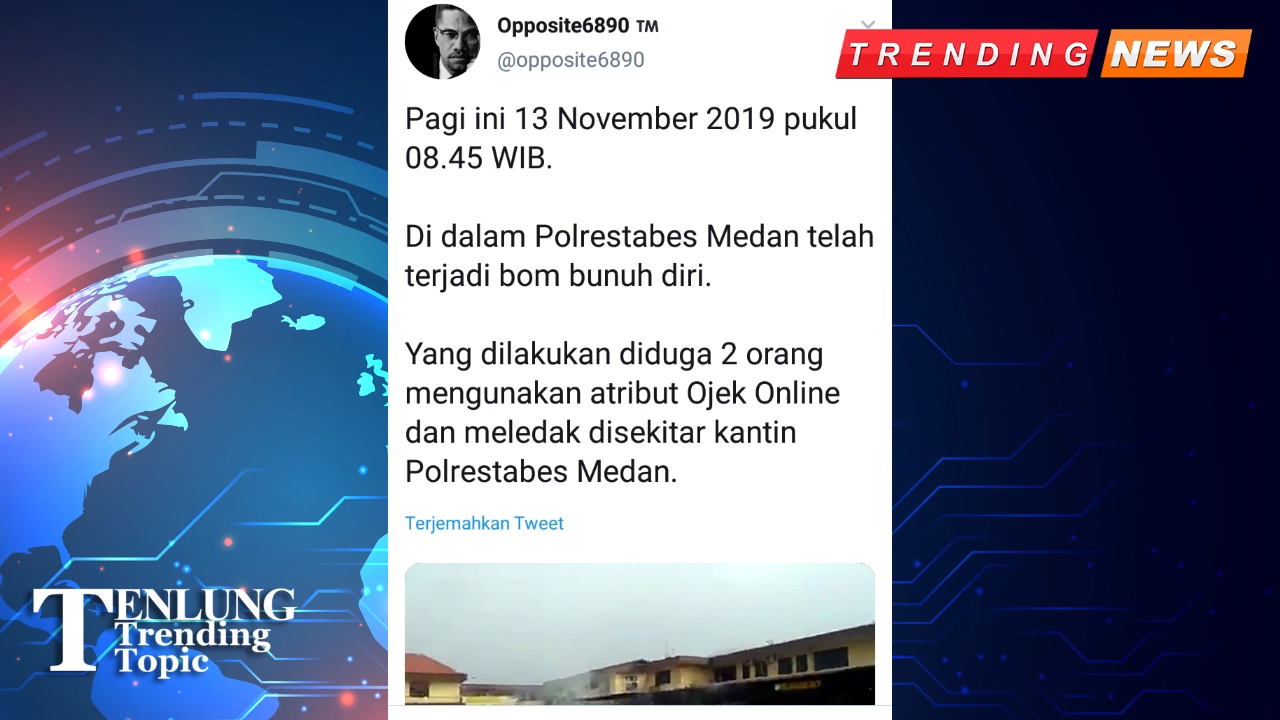 Opposite6890 ™
@opposite6890
TRENDING NEWS
Pagi ini 13 November 2019 pukul
08.45 WIB.
Di dalam Polrestabes Medan telah
terjadi bom bunuh diri.
Yang dilakukan diduga 2 orang
mengunakan atribut Ojek Online
dan meledak disekitar kantin
Polrestabes Medan.
Terjemahkan Tweet
TENLUNG
Trending
Topic